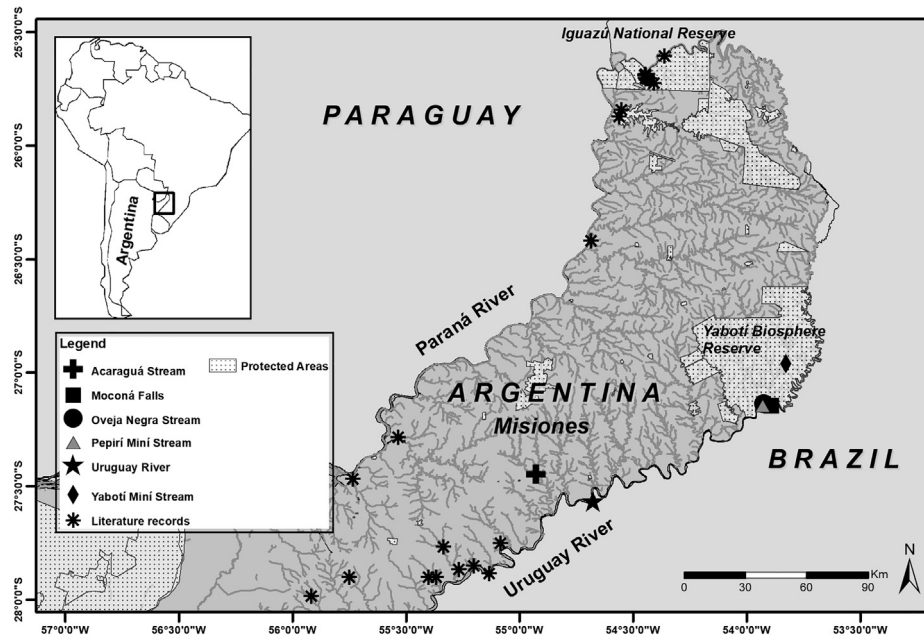 Iguazú National Reserve
PARAGUAY
Argentina
Paraná River
Yabotí Biosphere
Reserve
ARGENTINA
Misiones
BRAZIL
Uruguay River
Legend
Acaraguá Stream
Moconá Falls
Oveja Negra Stream
Pepirí Miní Stream
Uruguay River
Yabotí Miní Stream
Literature records
Protected Areas
0 30 60 90 Km
N
25°30'0"S
26°0'0"S
26°30'0"S
27°0'0"S
27°30'0"S
28°0'0"S
57°0'0"W 56°30'0"W 56°0'0"W 55°30'0"W 55°0'0"W 54°30'0"W 54°0'0"W 53°30'0"W